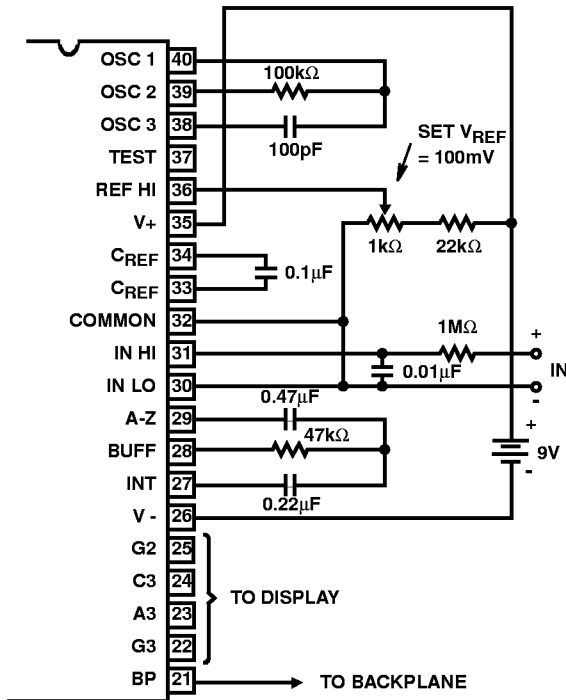 OSC 1 40
OSC 2 39
OSC 3 38
TEST 37
REF HI 36
V+ 35
CREF 34
CREF 33
COMMON 32
IN HI 31
IN LO 30
A-Z 29
BUFF 28
INT 27
V - 26
G2 25
C3 24
A3 23
G3 22
BP 21
100kΩ
100pF
SET VREF
= 100mV
1kΩ
22kΩ
0.1µF
1MΩ
+
IN
-
0.01µF
0.47µF
47kΩ
0.22µF
+
9V
-
TO DISPLAY
TO BACKPLANE